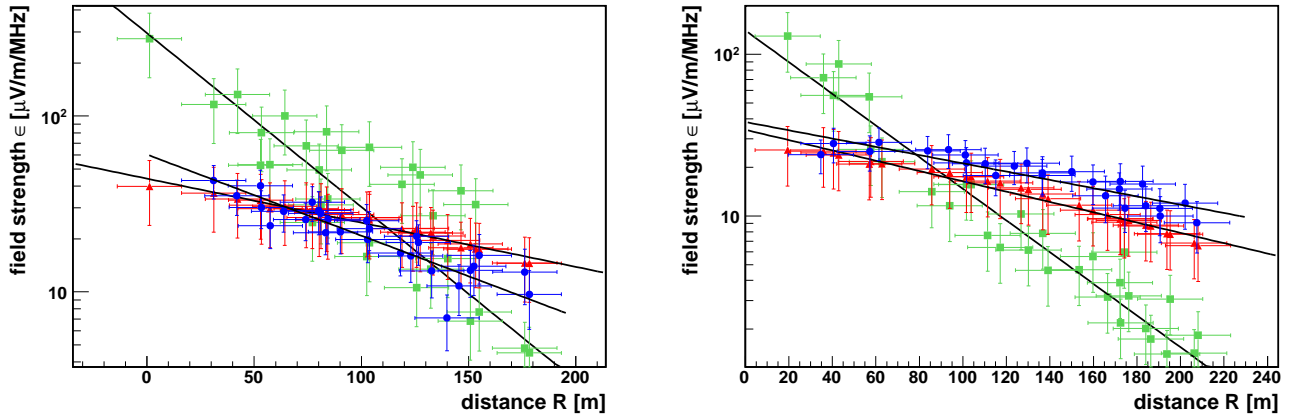 field strength ϵ [μV/m/MHz]
10²
10
0 50 100 150 200
distance R [m]
field strength ϵ [μV/m/MHz]
10²
10
0 20 40 60 80 100 120 140 160 180 200 220 240
distance R [m]